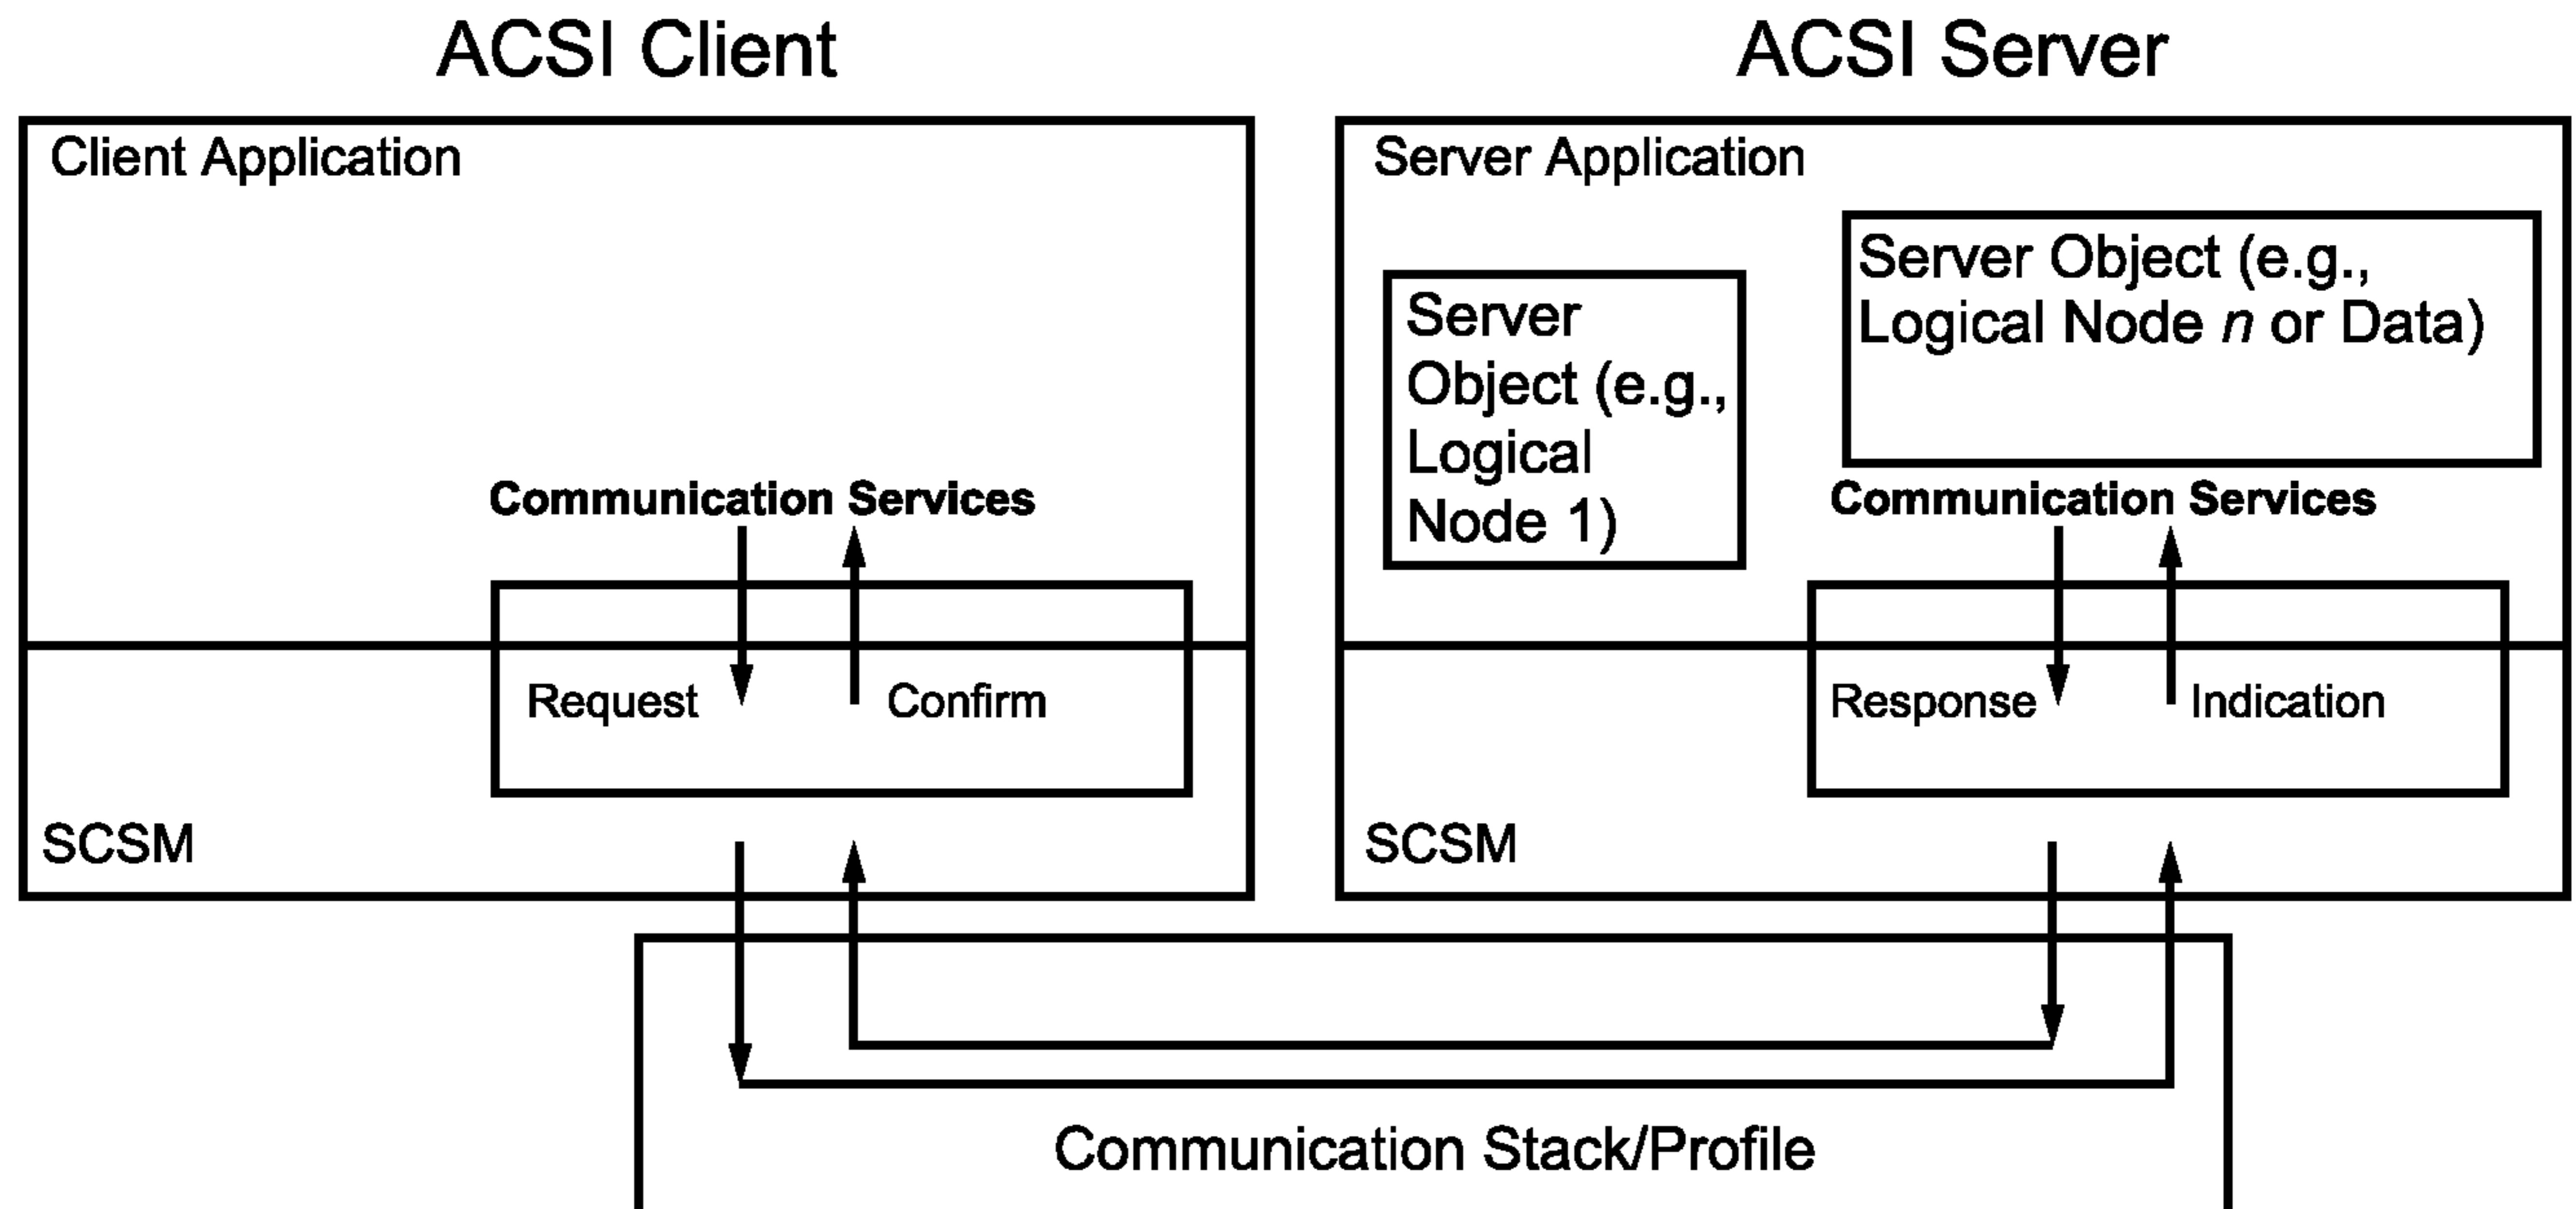 ACSI Client
ACSI Server
Client Application
Communication Services
Request
Confirm
SCSM
Server Application
Server
Object (e.g.,
Logical
Node 1)
Server Object (e.g.,
Logical Node n or Data)
Communication Services
Response
Indication
SCSM
Communication Stack/Profile